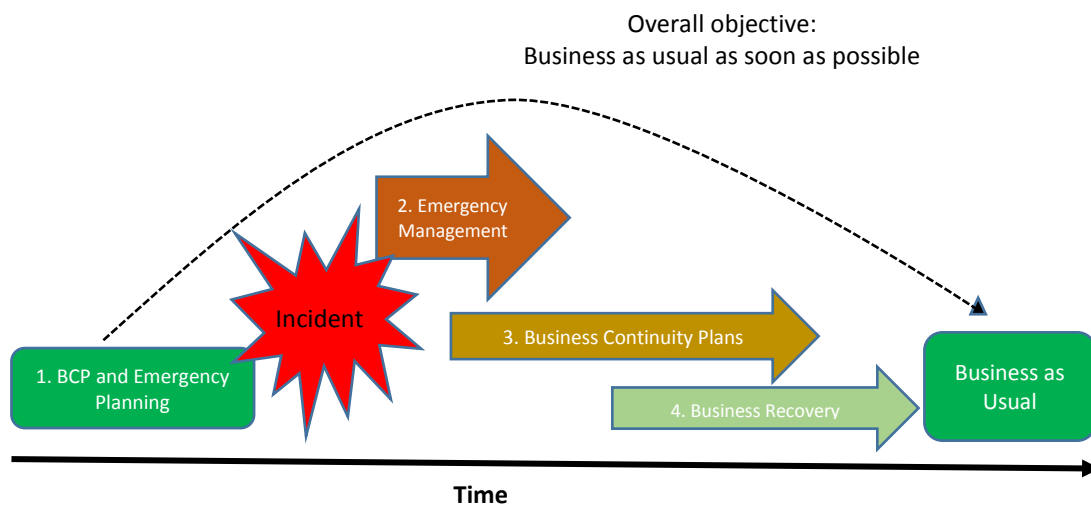 Overall objective:
Business as usual as soon as possible
2. Emergency
Management
Incident
3. Business Continuity Plans
1. BCP and Emergency
Planning
4. Business Recovery
Business as
Usual
Time